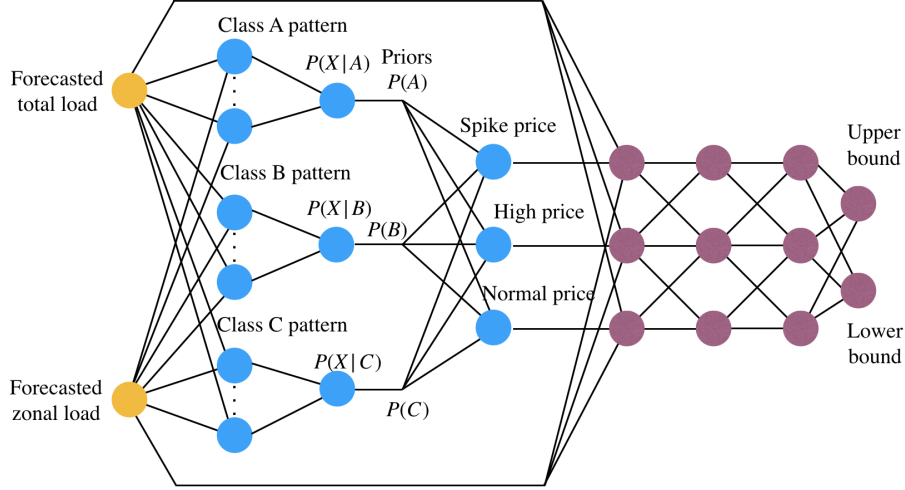 Class A pattern
Forecasted
total load
P(X|A)
Priors
P(A)
Spike price
Upper
bound
Class B pattern
P(X|B)
P(B)
High price
Normal price
Class C pattern
P(X|C)
P(C)
Forecasted
zonal load
Lower
bound